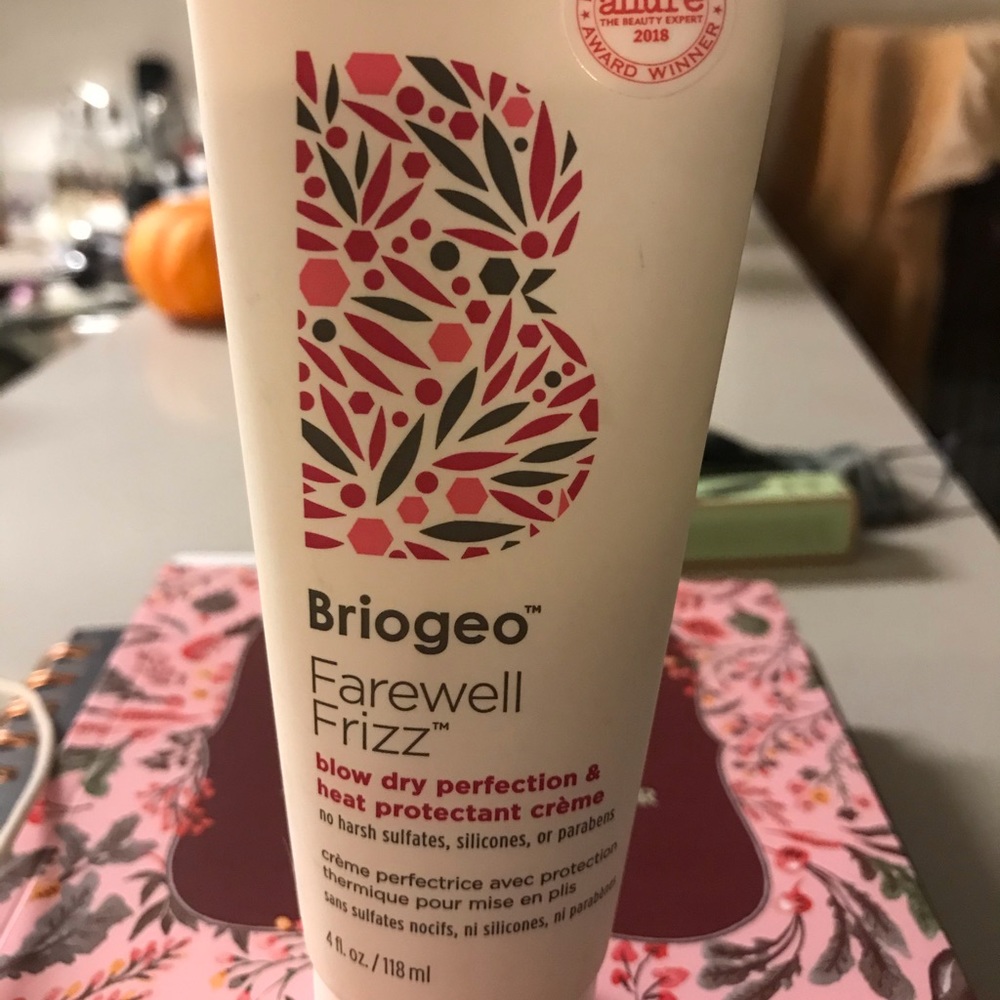 allure
THE BEAUTY EXPERT
2018
AWARD WINNER
Briogeo™
Farewell
Frizz™
blow dry perfection &
heat protectant crème
no harsh sulfates, silicones, or parabens
crème perfectrice avec protection
thermique pour mise en plis
sans sulfates nocifs, ni silicones, ni parabènes
4 fl. oz. / 118 ml